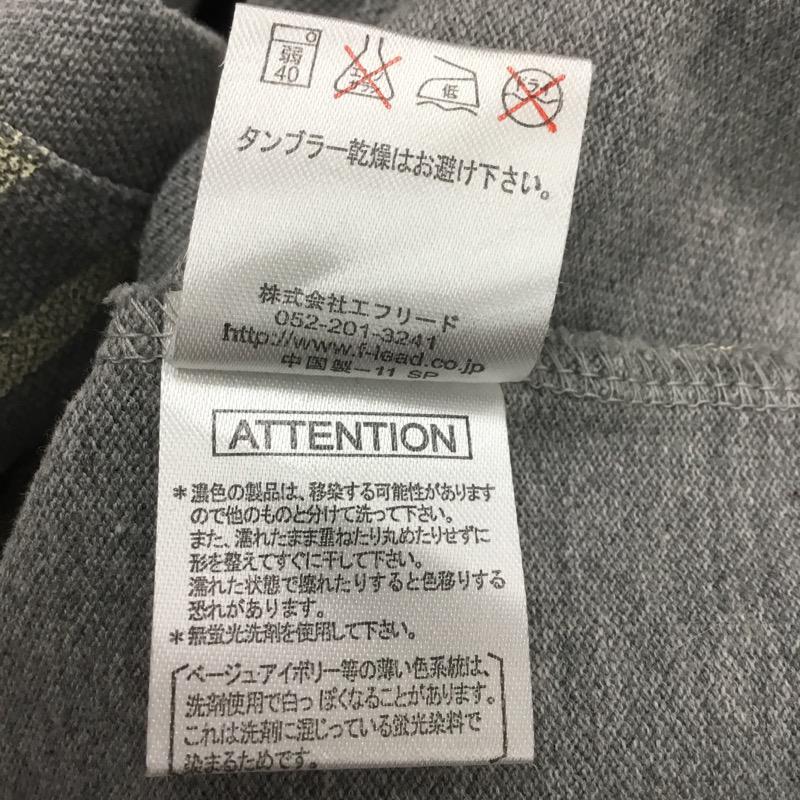 弱
40
エンソ
サラシ
低
ドライ
タンブラー乾燥はお避け下さい。
株式会社エフリード
052-201-3241
http://www.f-lead.co.jp
中国製-11 SP
ATTENTION
*濃色の製品は、移染する可能性があります
ので他のものと分けて洗って下さい。
また、濡れたまま重ねたり丸めたりせずに
形を整えてすぐに干して下さい。
濡れた状態で擦れたりすると色移りする
恐れがあります。
*無蛍光洗剤を使用して下さい。
ベージュアイボリー等の薄い色系統は、
洗剤使用で白っぽくなることがあります。
これは洗剤に混じっている蛍光染料で
染まるためです。